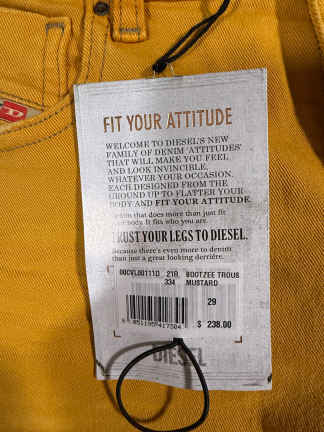 FIT YOUR ATTITUDE
WELCOME TO DIESEL'S NEW
FAMILY OF DENIM 'ATTITUDES'
THAT WILL MAKE YOU FEEL
AND LOOK INVINCIBLE,
WHATEVER YOUR OCCASION.
EACH DESIGNED FROM THE
GROUND UP TO FLATTER YOUR
BODY AND FIT YOUR ATTITUDE.
that does more than just fit
body. It fits who you are.
TRUST YOUR LEGS TO DIESEL.
Because there's even more to denim
than just a great looking derrière.
210 BOOTZEE TROUS
334 MUSTARD
29
$ 238.00
DIESEL